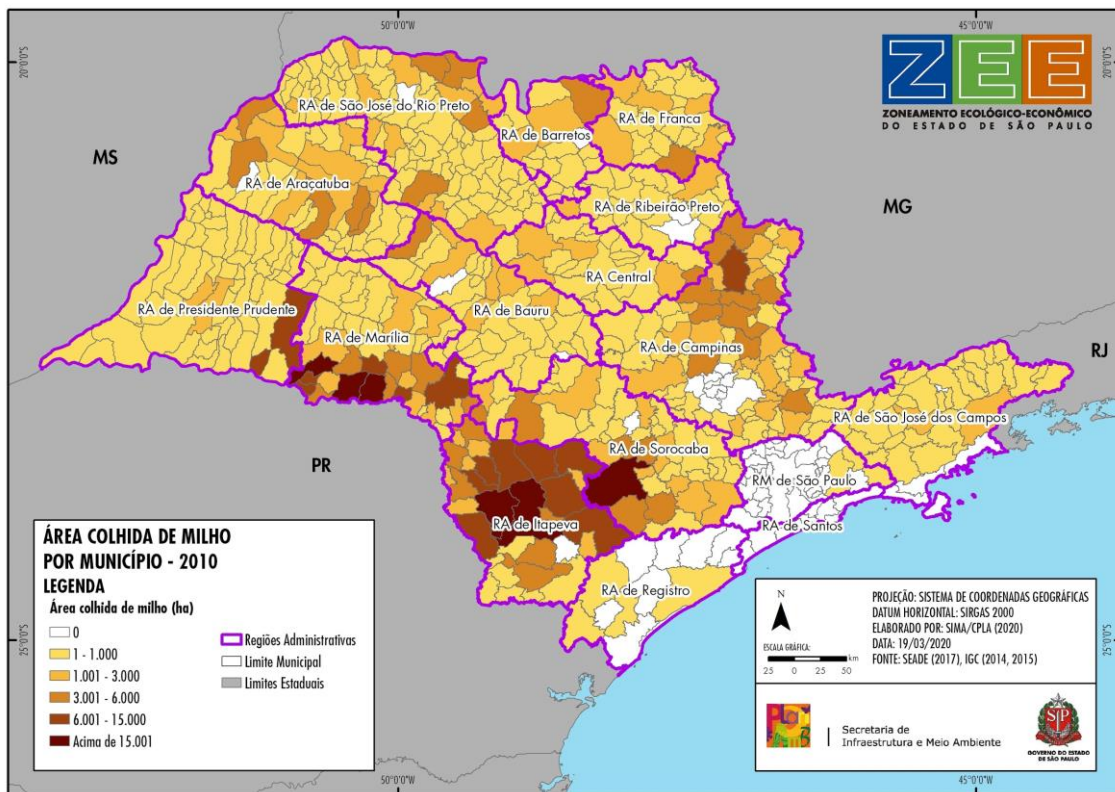 50°0'0"W
45°0'0"W
20°0'0"S
20°0'0"S
ZEE
ZONEAMENTO ECOLÓGICO-ECONÔMICO
DO ESTADO DE SÃO PAULO
RA de São José do Rio Preto
RA de Barretos
RA de Franca
MS
RA de Araçatuba
RA de Ribeirão Preto
MG
RA Central
RA de Presidente Prudente
RA de Bauru
RA de Marília
RA de Campinas
RJ
RA de São José dos Campos
RA de Sorocaba
PR
RM de São Paulo
RA de Itapeva
RA de Santos
RA de Registro
ÁREA COLHIDA DE MILHO
POR MUNICÍPIO - 2010
LEGENDA
Área colhida de milho (ha)
0
1 - 1.000
1.001 - 3.000
3.001 - 6.000
6.001 - 15.000
Acima de 15.001
Regiões Administrativas
Limite Municipal
Limites Estaduais
N
ESCALA GRÁFICA:
25 0 25 50 km
PROJEÇÃO: SISTEMA DE COORDENADAS GEOGRÁFICAS
DATUM HORIZONTAL: SIRGAS 2000
ELABORADO POR: SIMA/CPLA (2020)
DATA: 19/03/2020
FONTE: SEADE (2017), IGC (2014, 2015)
Secretaria de
Infraestrutura e Meio Ambiente
SP
GOVERNO DO ESTADO
DE SÃO PAULO
25°0'0"S
25°0'0"S
50°0'0"W
45°0'0"W